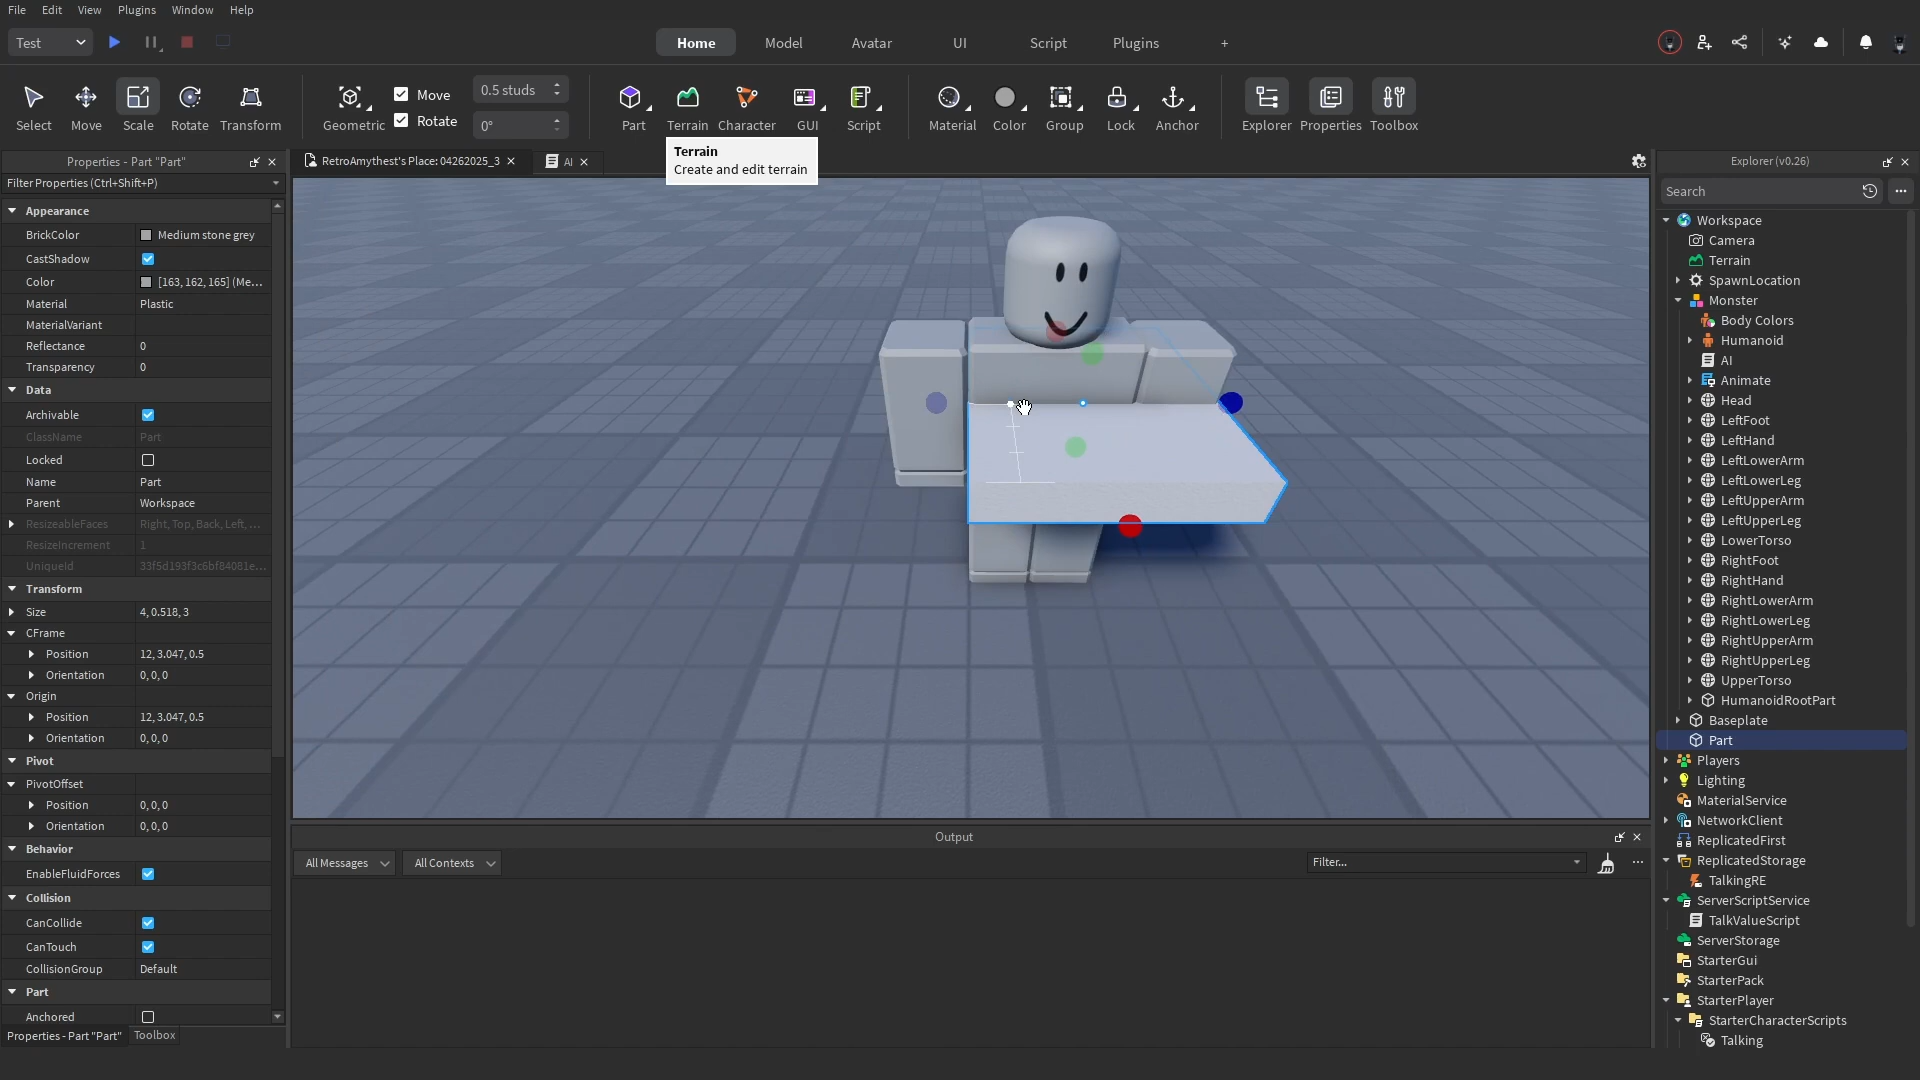 File Edit View Plugins Window Help
Test
Home Model Avatar UI Script Plugins +
Select Move Scale Rotate Transform
Geometric
Move
Rotate
0.5 studs
0°
Part Terrain Character GUI Script
Material Color Group Lock Anchor
Explorer Properties Toolbox
Properties - Part "Part"
Filter Properties (Ctrl+Shift+P)
Appearance
BrickColor Medium stone grey
CastShadow
Color [163, 162, 165] (Me...
Material Plastic
MaterialVariant
Reflectance 0
Transparency 0
Data
Archivable
ClassName Part
Locked
Name Part
Parent Workspace
ResizeableFaces Right, Top, Back, Left, ...
ResizeIncrement 1
UniqueId 33f5d193f3c6bf84081e...
Transform
Size 4, 0.518, 3
CFrame
Position 12, 3.047, 0.5
Orientation 0, 0, 0
Origin
Position 12, 3.047, 0.5
Orientation 0, 0, 0
Pivot
PivotOffset
Position 0, 0, 0
Orientation 0, 0, 0
Behavior
EnableFluidForces
Collision
CanCollide
CanTouch
CollisionGroup Default
Part
Anchored
Properties - Part "Part" Toolbox
RetroAmythest's Place: 04262025_3
AI
Terrain
Create and edit terrain
Output
All Messages All Contexts Filter...
Explorer (v0.26)
Search
Workspace
Camera
Terrain
SpawnLocation
Monster
Body Colors
Humanoid
AI
Animate
Head
LeftFoot
LeftHand
LeftLowerArm
LeftLowerLeg
LeftUpperArm
LeftUpperLeg
LowerTorso
RightFoot
RightHand
RightLowerArm
RightLowerLeg
RightUpperArm
RightUpperLeg
UpperTorso
HumanoidRootPart
Baseplate
Part
Players
Lighting
MaterialService
NetworkClient
ReplicatedFirst
ReplicatedStorage
TalkingRE
ServerScriptService
TalkValueScript
ServerStorage
StarterGui
StarterPack
StarterPlayer
StarterCharacterScripts
Talking